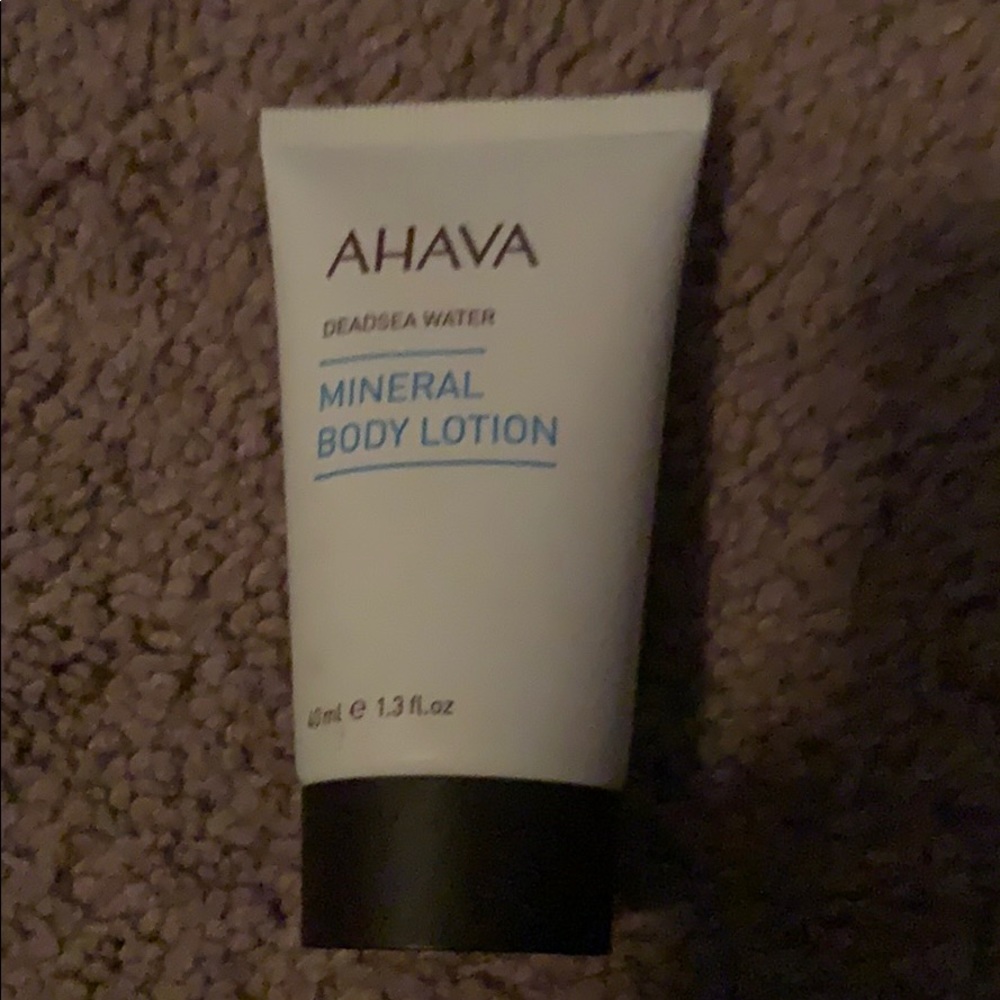 AHAVA
DEADSEA WATER
MINERAL
BODY LOTION
40ml e 1.3 fl.oz